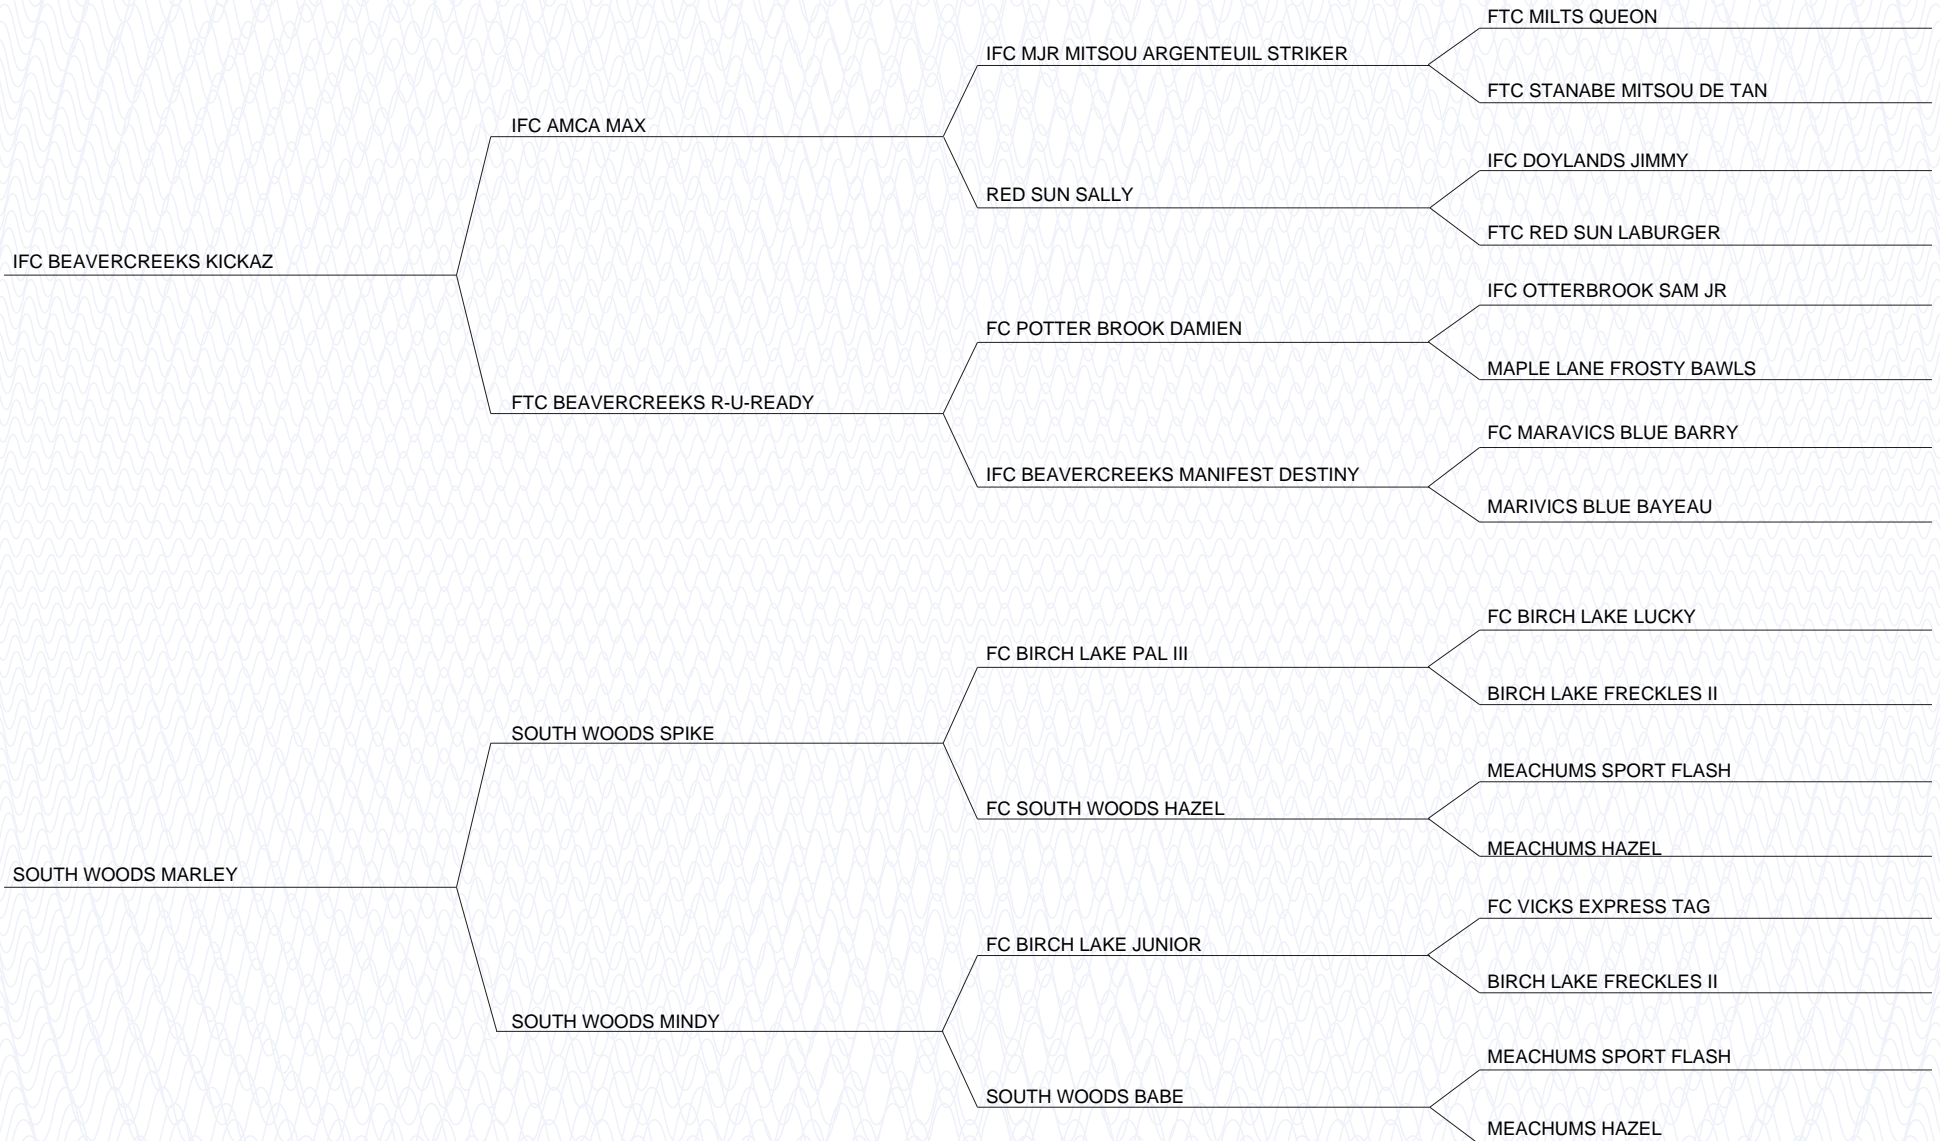 FTC MILTS QUEON
IFC MJR MITSOU ARGENTEUIL STRIKER
FTC STANABE MITSOU DE TAN
IFC AMCA MAX
IFC DOYLANDS JIMMY
RED SUN SALLY
FTC RED SUN LABURGER
IFC BEAVERCREEKS KICKAZ
IFC OTTERBROOK SAM JR
FC POTTER BROOK DAMIEN
MAPLE LANE FROSTY BAWLS
FTC BEAVERCREEKS R-U-READY
FC MARAVICS BLUE BARRY
IFC BEAVERCREEKS MANIFEST DESTINY
MARIVICS BLUE BAYEAU
FC BIRCH LAKE LUCKY
FC BIRCH LAKE PAL III
BIRCH LAKE FRECKLES II
SOUTH WOODS SPIKE
MEACHUMS SPORT FLASH
FC SOUTH WOODS HAZEL
MEACHUMS HAZEL
SOUTH WOODS MARLEY
FC VICKS EXPRESS TAG
FC BIRCH LAKE JUNIOR
BIRCH LAKE FRECKLES II
SOUTH WOODS MINDY
MEACHUMS SPORT FLASH
SOUTH WOODS BABE
MEACHUMS HAZEL